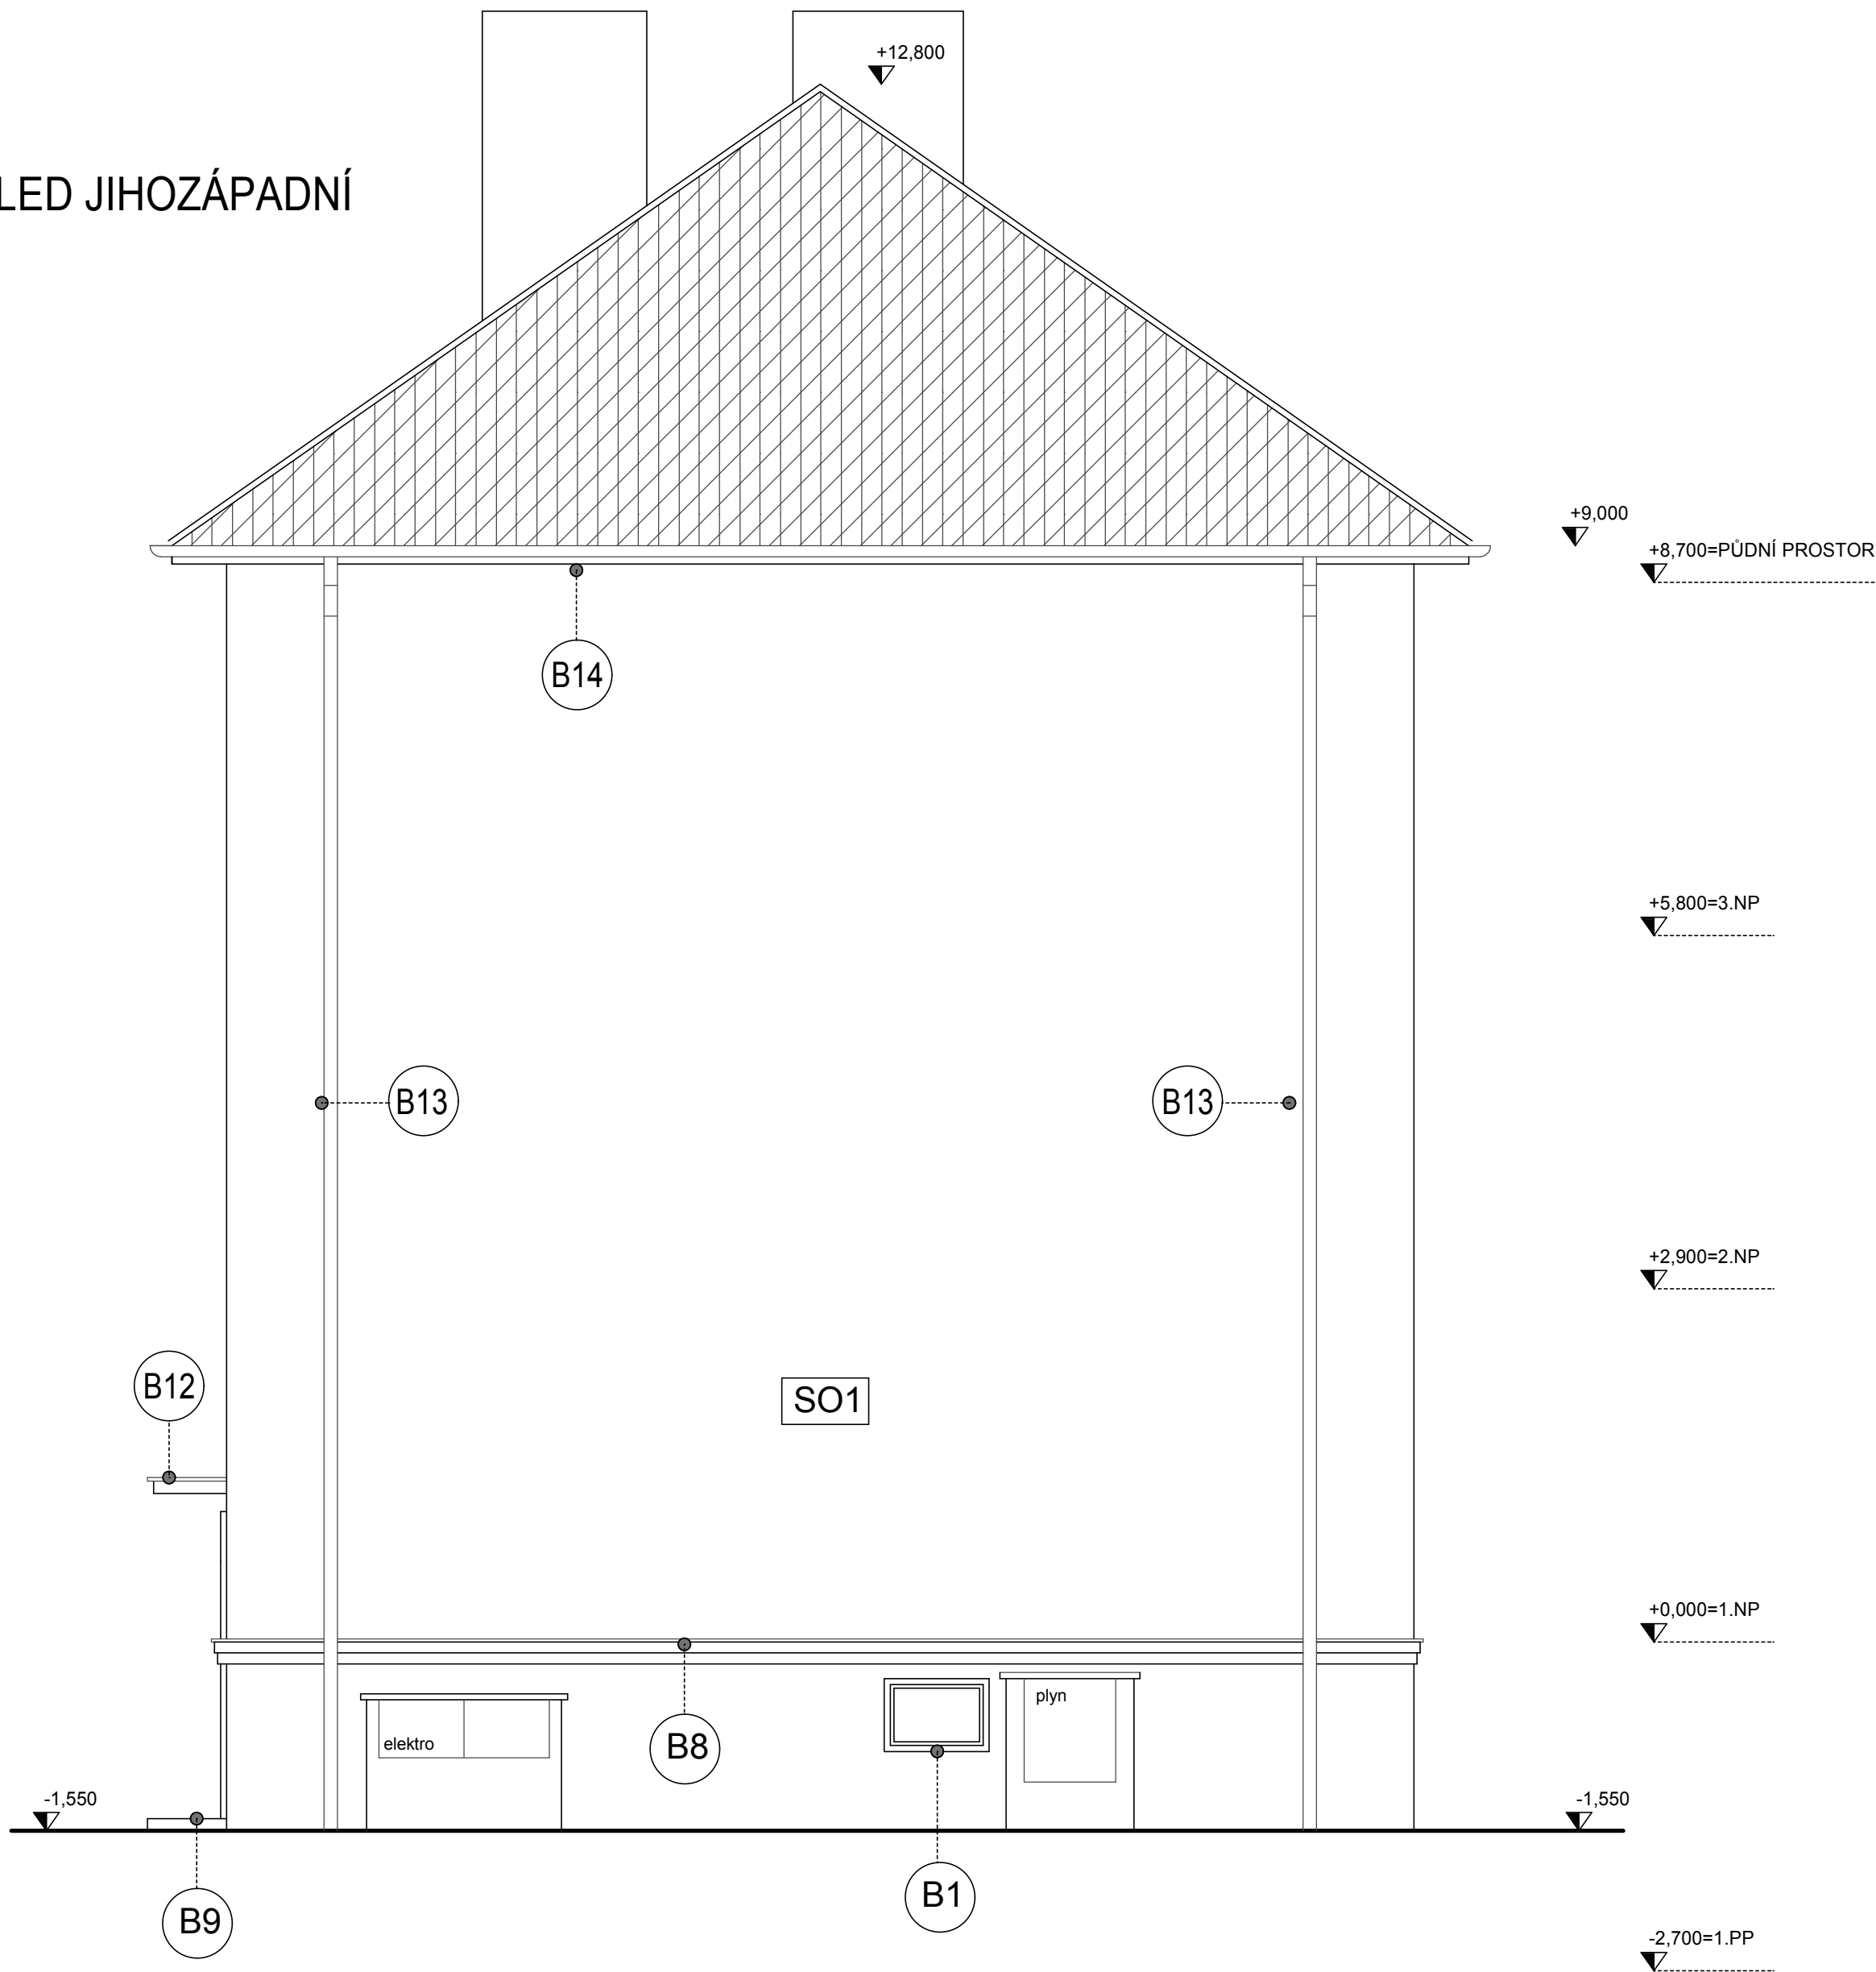 +12,800
LED JIHOZÁPADNÍ
+9,000
+8,700=PŮDNÍ PROSTOR
B14
+5,800=3.NP
B13
B13
+2,900=2.NP
B12
SO1
+0,000=1.NP
plyn
elektro
B8
-1,550
-1,550
B1
B9
-2,700=1.PP